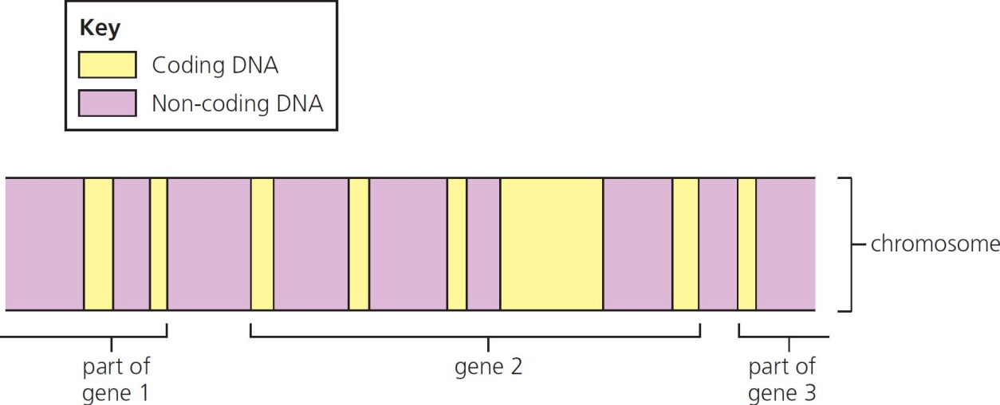 Key
Coding DNA
Non-coding DNA
chromosome
part of
gene 1
gene 2
part of
gene 3